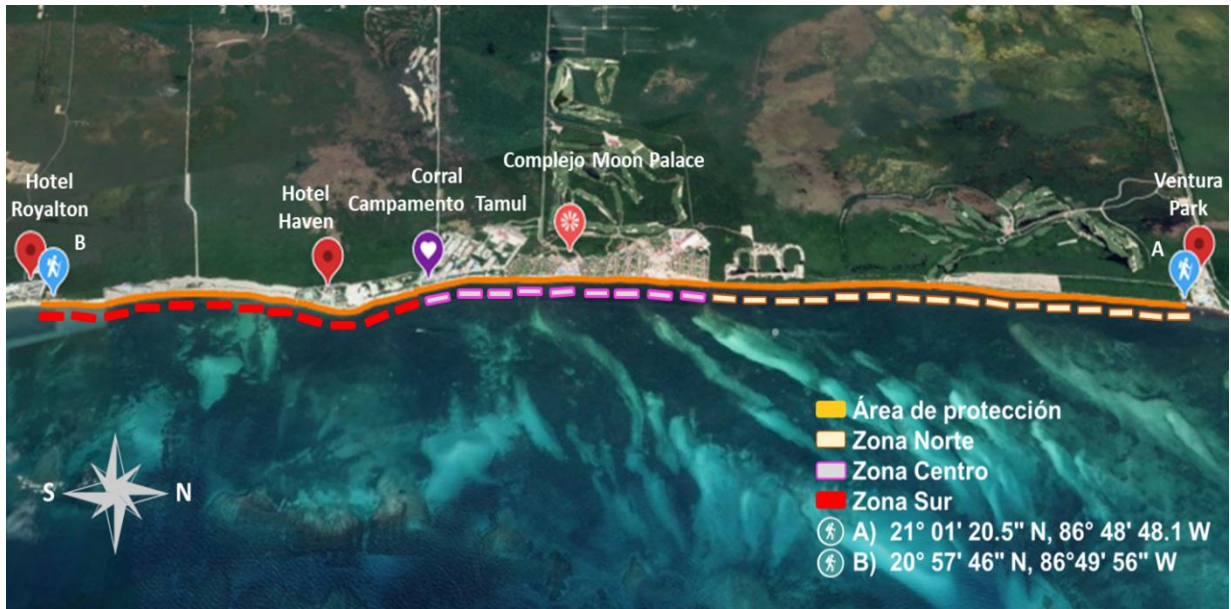 Hotel
Royalton
B
Hotel
Haven
Corral
Campamento Tamul
Complejo Moon Palace
Ventura
Park
A
Área de protección
Zona Norte
Zona Centro
Zona Sur
A) 21° 01' 20.5" N, 86° 48' 48.1 W
B) 20° 57' 46" N, 86°49' 56" W
S
N